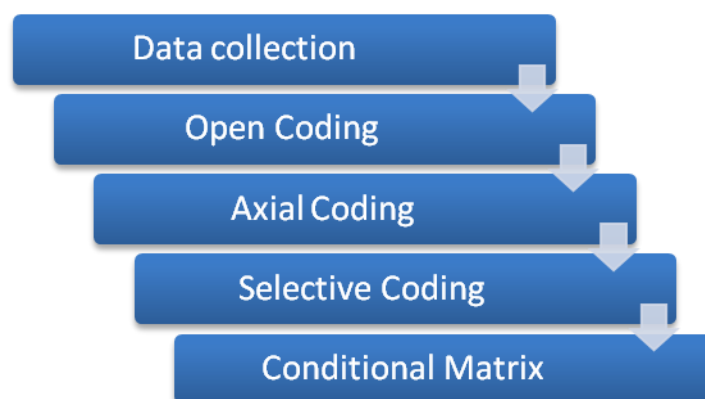 Data collection
Open Coding
Axial Coding
Selective Coding
Conditional Matrix